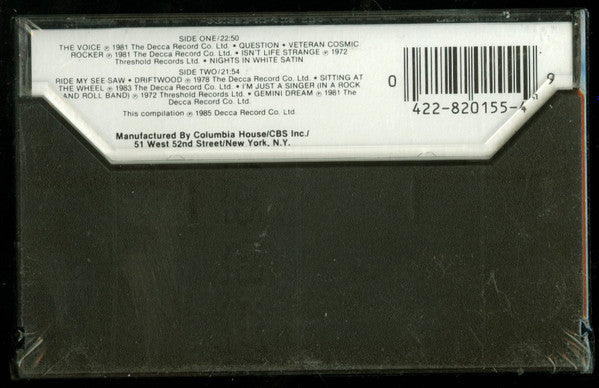 SIDE ONE/22:50
THE VOICE ℗ 1981 The Decca Record Co. Ltd. • QUESTION • VETERAN COSMIC
ROCKER ℗ 1981 The Decca Record Co. Ltd. • ISN'T LIFE STRANGE ℗ 1972
Threshold Records Ltd. • NIGHTS IN WHITE SATIN
SIDE TWO/21:54
RIDE MY SEE-SAW • DRIFTWOOD ℗ 1978 The Decca Record Co. Ltd. • SITTING AT
THE WHEEL ℗ 1983 The Decca Record Co. Ltd. • I'M JUST A SINGER (IN A ROCK
AND ROLL BAND) ℗ 1972 Threshold Records Ltd. • GEMINI DREAM ℗ 1981 The
Decca Record Co. Ltd.
This compilation ℗ 1985 Decca Record Co. Ltd.
Manufactured By Columbia House/CBS Inc./
51 West 52nd Street/New York, N.Y.
0 9
422-820155-4